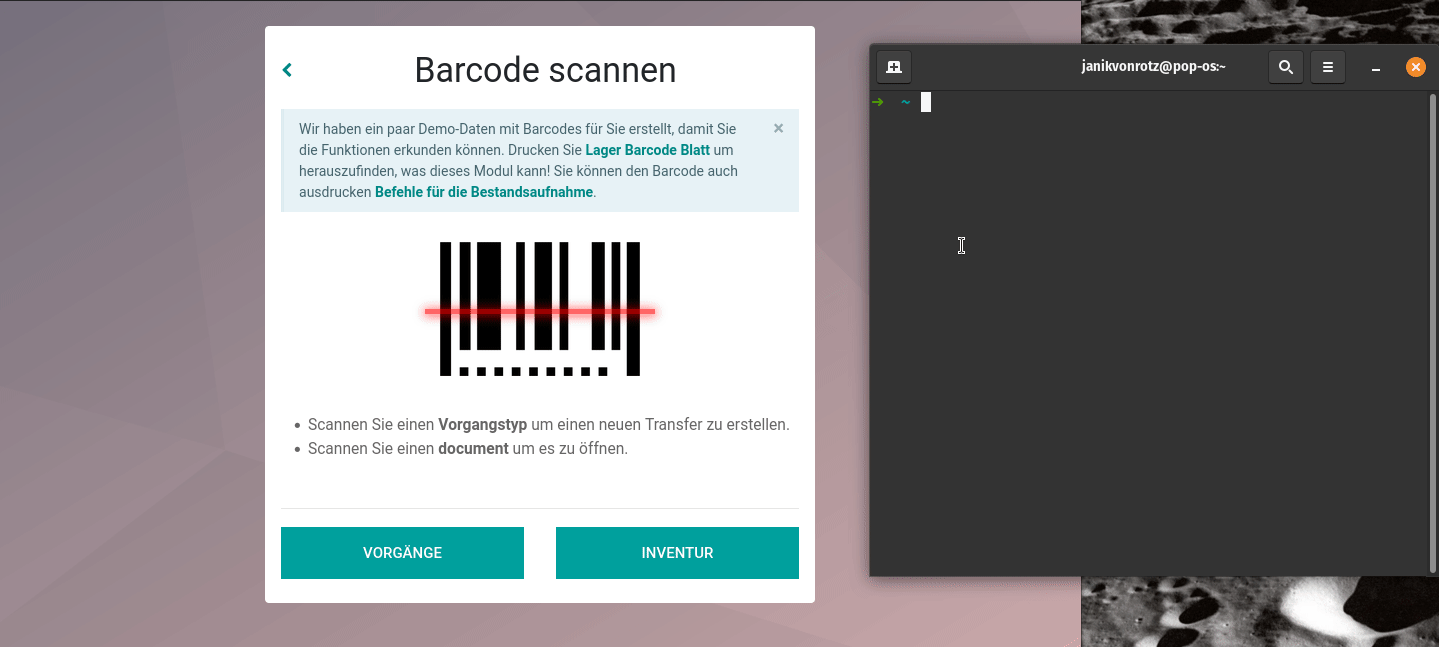 Barcode scannen
Wir haben ein paar Demo-Daten mit Barcodes für Sie erstellt, damit Sie
die Funktionen erkunden können. Drucken Sie Lager Barcode Blatt um
herauszufinden, was dieses Modul kann! Sie können den Barcode auch
ausdrucken Befehle für die Bestandsaufnahme.
Scannen Sie einen Vorgangstyp um einen neuen Transfer zu erstellen.
Scannen Sie einen document um es zu öffnen.
VORGÄNGE
INVENTUR
janikvonrotz@pop-os:~
➜ ~